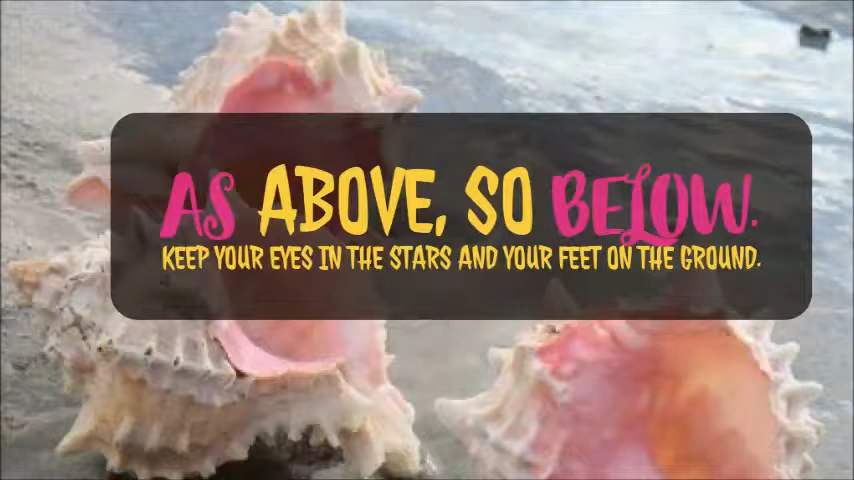 AS ABOVE, SO BELOW.
KEEP YOUR EYES IN THE STARS AND YOUR FEET ON THE GROUND.